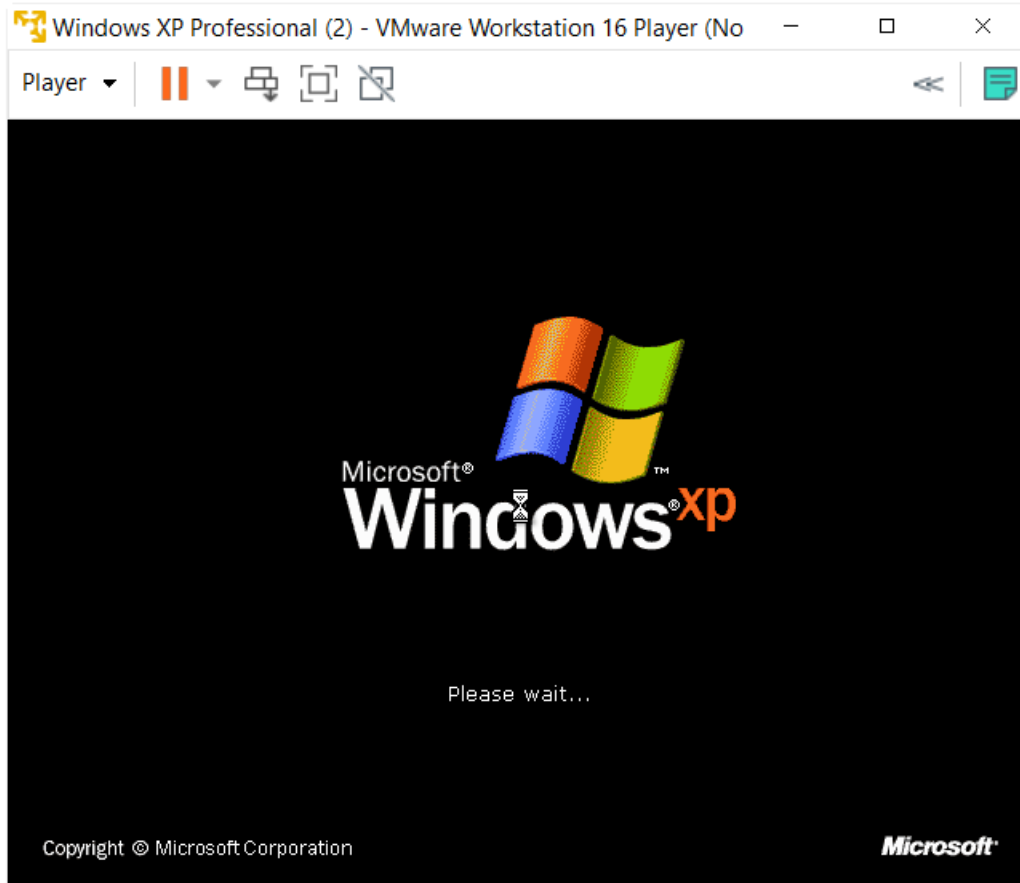 Windows XP Professional (2) - VMware Workstation 16 Player (No
Player
Microsoft®
Windows® xp ™
Please wait...
Copyright © Microsoft Corporation
Microsoft®